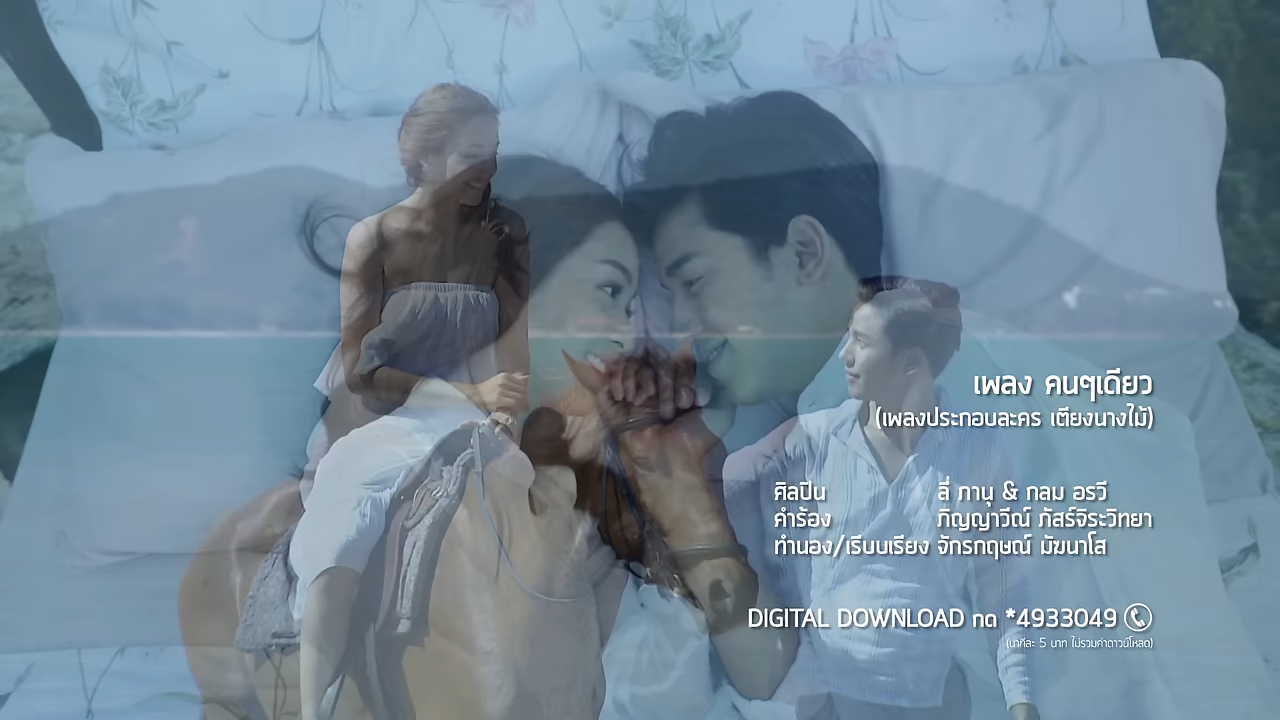 เพลง คนๆเดียว
(เพลงประกอบละคร เตียงนางไม้)
ศิลปิน ลี่ ภานุ & กลม อรวี
คำร้อง ภิญญาวีณ์ ภัสร์จิระวิทยา
ทำนอง/เรียบเรียง จักรกฤษณ์ มัฆนาโส
DIGITAL DOWNLOAD กด *4933049
(นาทีละ 5 บาท ไม่รวมค่าดาวน์โหลด)